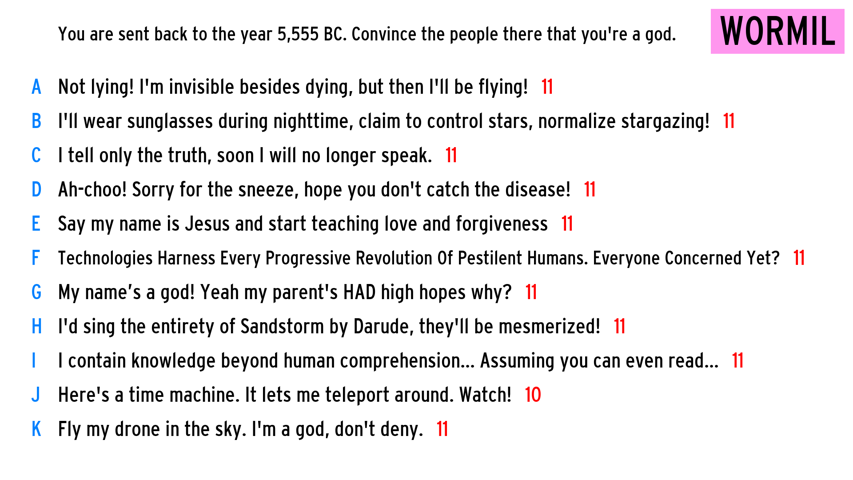 You are sent back to the year 5,555 BC. Convince the people there that you're a god. WORMIL
A Not lying! I'm invisible besides dying, but then I'll be flying! 11
B I'll wear sunglasses during nighttime, claim to control stars, normalize stargazing! 11
C I tell only the truth, soon I will no longer speak. 11
D Ah-choo! Sorry for the sneeze, hope you don't catch the disease! 11
E Say my name is Jesus and start teaching love and forgiveness 11
F Technologies Harness Every Progressive Revolution Of Pestilent Humans. Everyone Concerned Yet? 11
G My name’s a god! Yeah my parent's HAD high hopes why? 11
H I'd sing the entirety of Sandstorm by Darude, they'll be mesmerized! 11
I I contain knowledge beyond human comprehension... Assuming you can even read... 11
J Here's a time machine. It lets me teleport around. Watch! 10
K Fly my drone in the sky. I'm a god, don't deny. 11